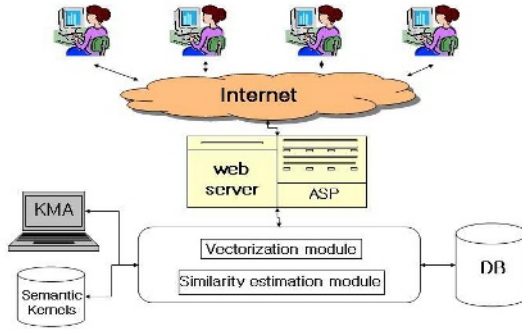 Internet
web
server
ASP
KMA
Vectorization module
Similarity estimation module
DB
Semantic
Kernels